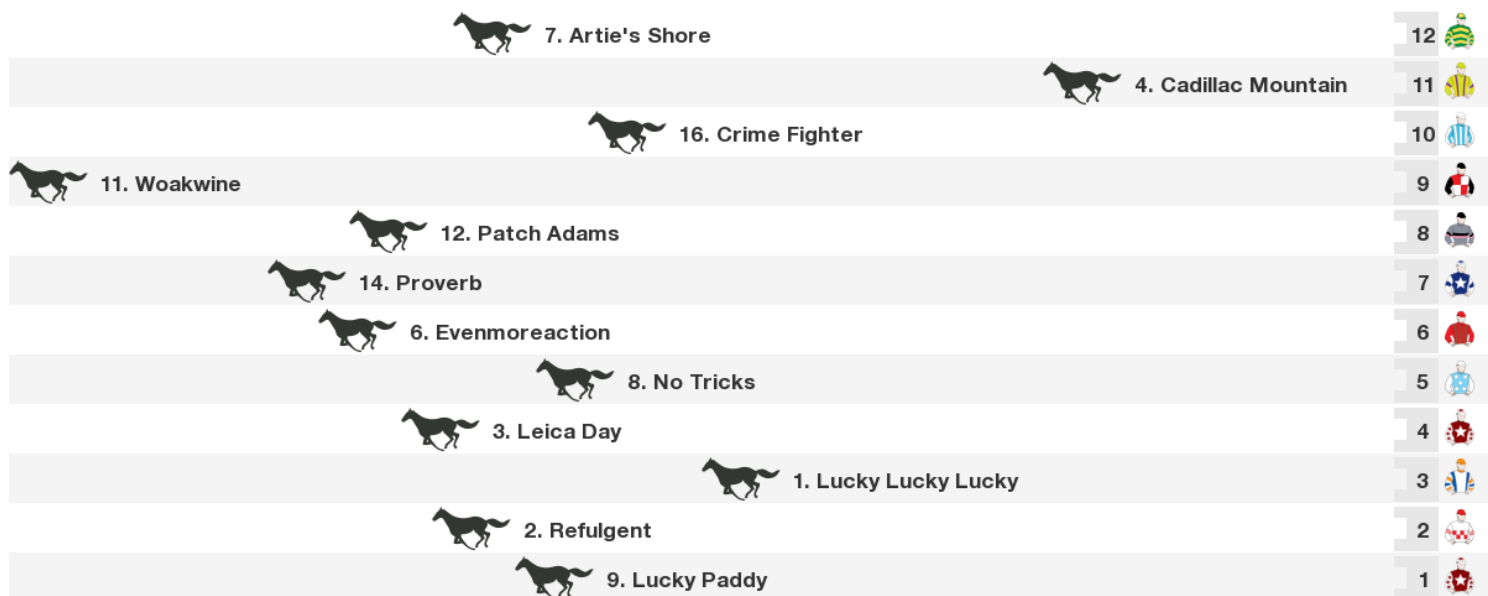 7. Artie's Shore 12
4. Cadillac Mountain 11
16. Crime Fighter 10
11. Woakwine 9
12. Patch Adams 8
14. Proverb 7
6. Evenmoreaction 6
8. No Tricks 5
3. Leica Day 4
1. Lucky Lucky Lucky 3
2. Refulgent 2
9. Lucky Paddy 1